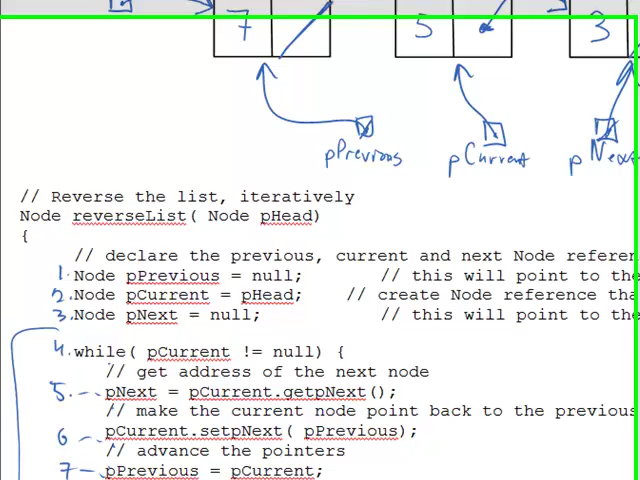 7 5 3
pPrevious pCurrent pNext
// Reverse the list, iteratively
Node reverseList( Node pHead)
{
// declare the previous, current and next Node refere
1. Node pPrevious = null; // this will point to the
2. Node pCurrent = pHead; // create Node reference tha
3. Node pNext = null; // this will point to the
4. while( pCurrent != null) {
// get address of the next node
5. pNext = pCurrent.getpNext();
// make the current node point back to the previous
6 pCurrent.setpNext( pPrevious);
// advance the pointers
7 pPrevious = pCurrent;